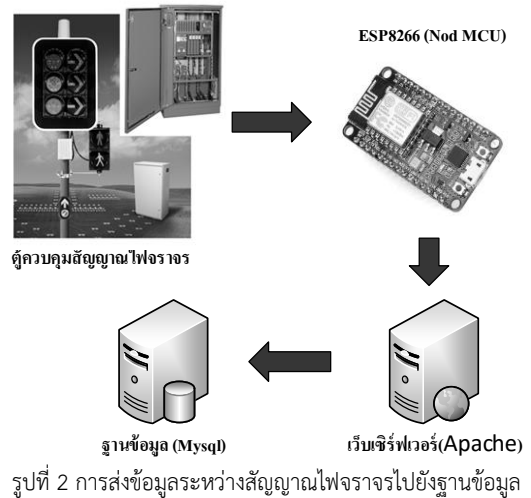 ESP8266 (Nod MCU)
ตู้ควบคุมสัญญาณไฟจราจร
ฐานข้อมูล (Mysql)
เว็บเซิร์ฟเวอร์(Apache)
รูปที่ 2 การส่งข้อมูลระหว่างสัญญาณไฟจราจรไปยังฐานข้อมูล